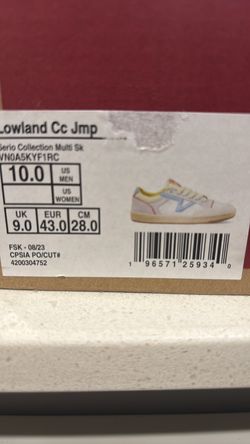 Lowland Cc Jmp
Serio Collection Multi Sk
VN0A5KYF1RC
10.0 US MEN
US WOMEN
UK EUR CM
9.0 43.0 28.0
FSK - 08/23
CPSIA PO/CUT#
4200304752
1 96571 25934 0